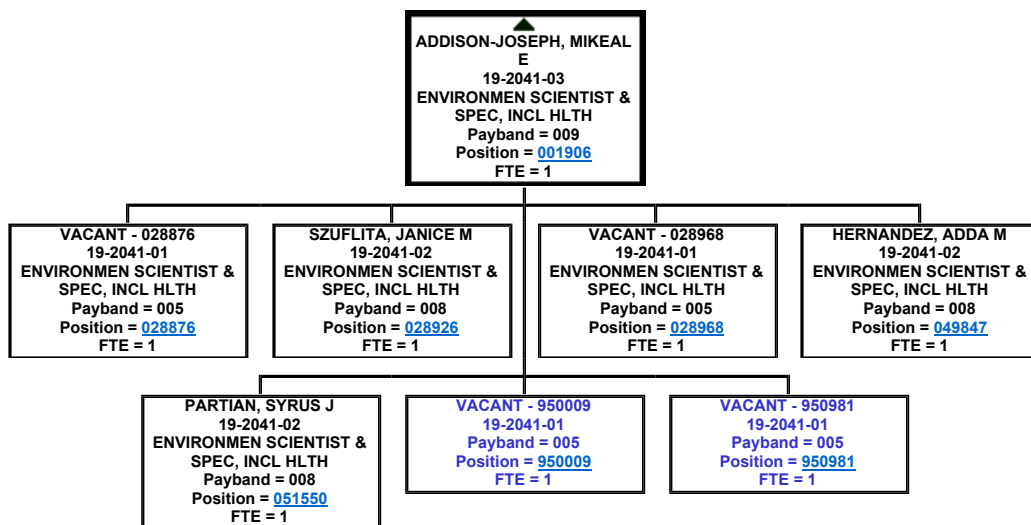 ADDISON-JOSEPH, MIKEAL
E
19-2041-03
ENVIRONMEN SCIENTIST &
SPEC, INCL HLTH
Payband = 009
Position = 001906
FTE = 1
VACANT - 028876
19-2041-01
ENVIRONMEN SCIENTIST &
SPEC, INCL HLTH
Payband = 005
Position = 028876
FTE = 1
SZUFLITA, JANICE M
19-2041-02
ENVIRONMEN SCIENTIST &
SPEC, INCL HLTH
Payband = 008
Position = 028926
FTE = 1
VACANT - 028968
19-2041-01
ENVIRONMEN SCIENTIST &
SPEC, INCL HLTH
Payband = 005
Position = 028968
FTE = 1
HERNANDEZ, ADDA M
19-2041-02
ENVIRONMEN SCIENTIST &
SPEC, INCL HLTH
Payband = 008
Position = 049847
FTE = 1
PARTIAN, SYRUS J
19-2041-02
ENVIRONMEN SCIENTIST &
SPEC, INCL HLTH
Payband = 008
Position = 051550
FTE = 1
VACANT - 950009
19-2041-01
Payband = 005
Position = 950009
FTE = 1
VACANT - 950981
19-2041-01
Payband = 005
Position = 950981
FTE = 1